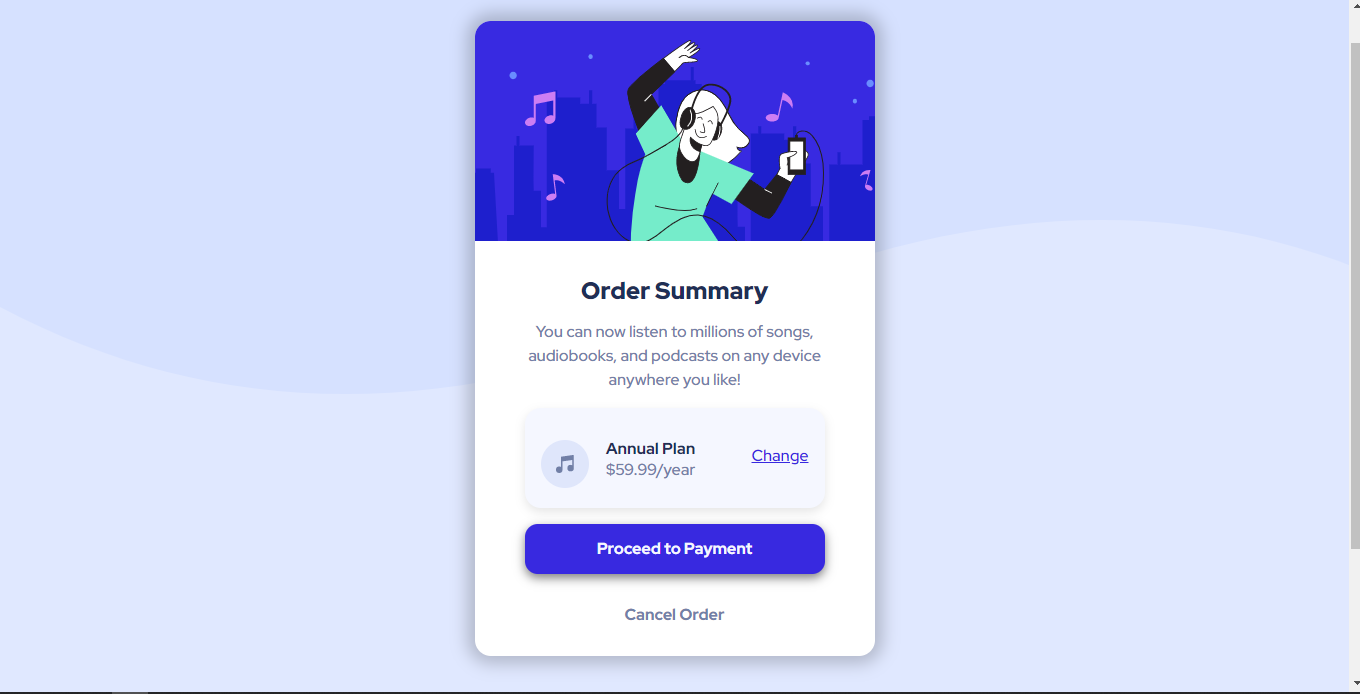 Order Summary
You can now listen to millions of songs,
audiobooks, and podcasts on any device
anywhere you like!
Annual Plan
$59.99/year
Change
Proceed to Payment
Cancel Order